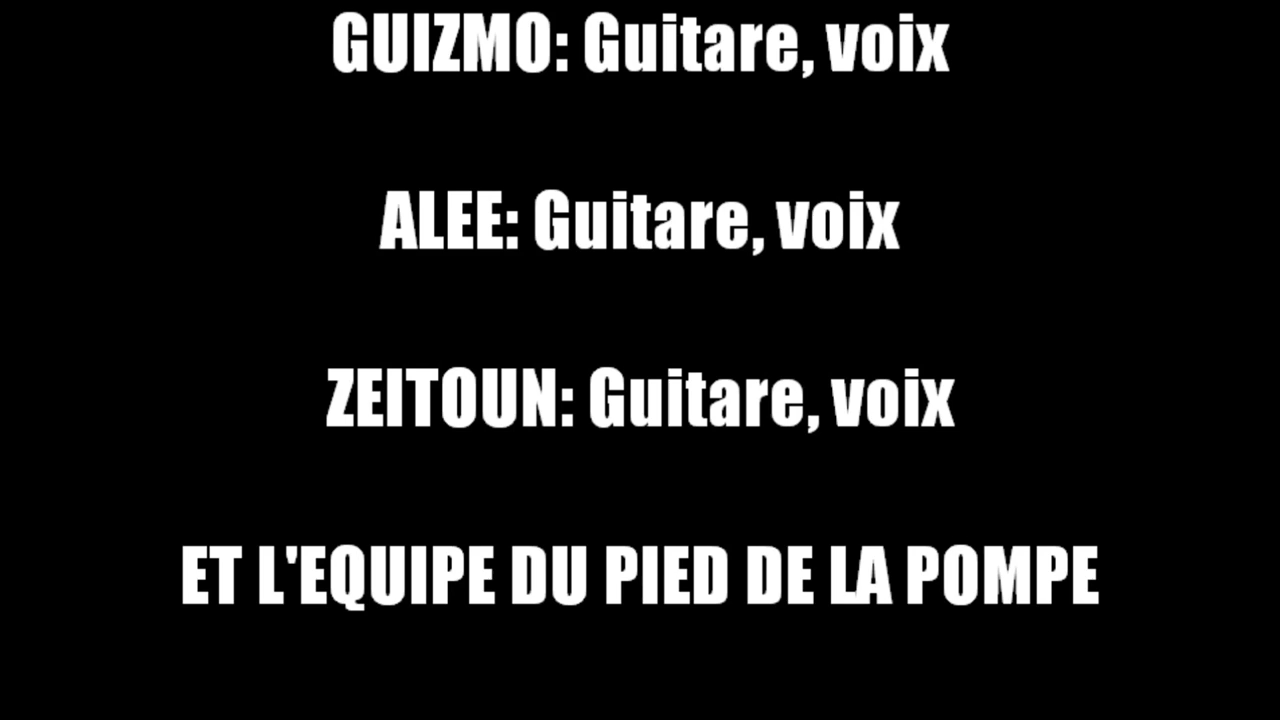 GUIZMO: Guitare, voix
ALEE: Guitare, voix
ZEITOUN: Guitare, voix
ET L'EQUIPE DU PIED DE LA POMPE